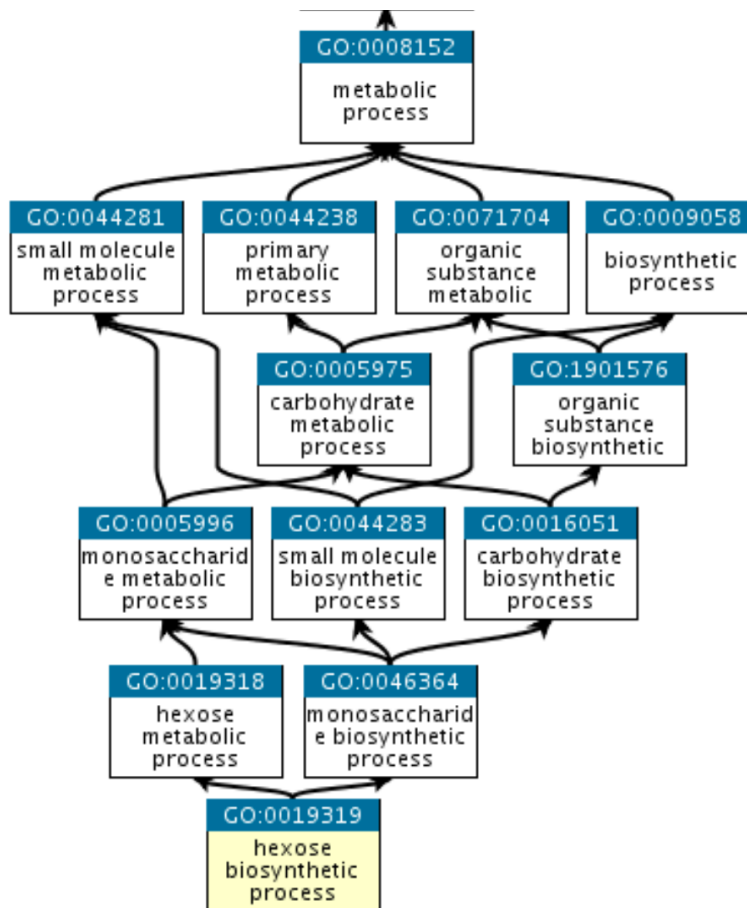 GO:0008152
metabolic
process
GO:0044281
small molecule
metabolic
process
GO:0044238
primary
metabolic
process
GO:0071704
organic
substance
metabolic
GO:0009058
biosynthetic
process
GO:0005975
carbohydrate
metabolic
process
GO:1901576
organic
substance
biosynthetic
GO:0005996
monosaccharid
e metabolic
process
GO:0044283
small molecule
biosynthetic
process
GO:0016051
carbohydrate
biosynthetic
process
GO:0019318
hexose
metabolic
process
GO:0046364
monosaccharid
e biosynthetic
process
GO:0019319
hexose
biosynthetic
process